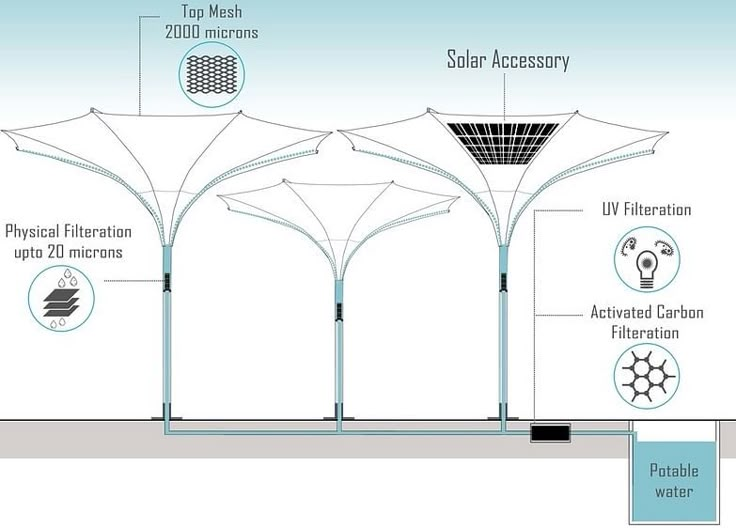 Top Mesh
2000 microns
Solar Accessory
Physical Filteration
upto 20 microns
UV Filteration
Activated Carbon
Filteration
Potable
water